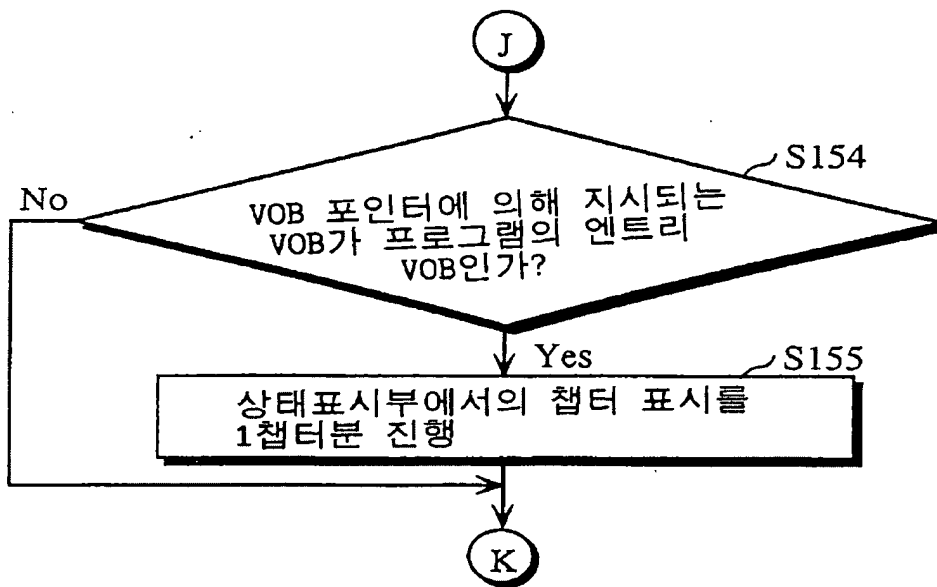 J
S154
No
VOB 포인터에 의해 지시되는
VOB가 프로그램의 엔트리
VOB인가?
Yes
S155
상태표시부에서의 챕터 표시를
1챕터분 진행
K